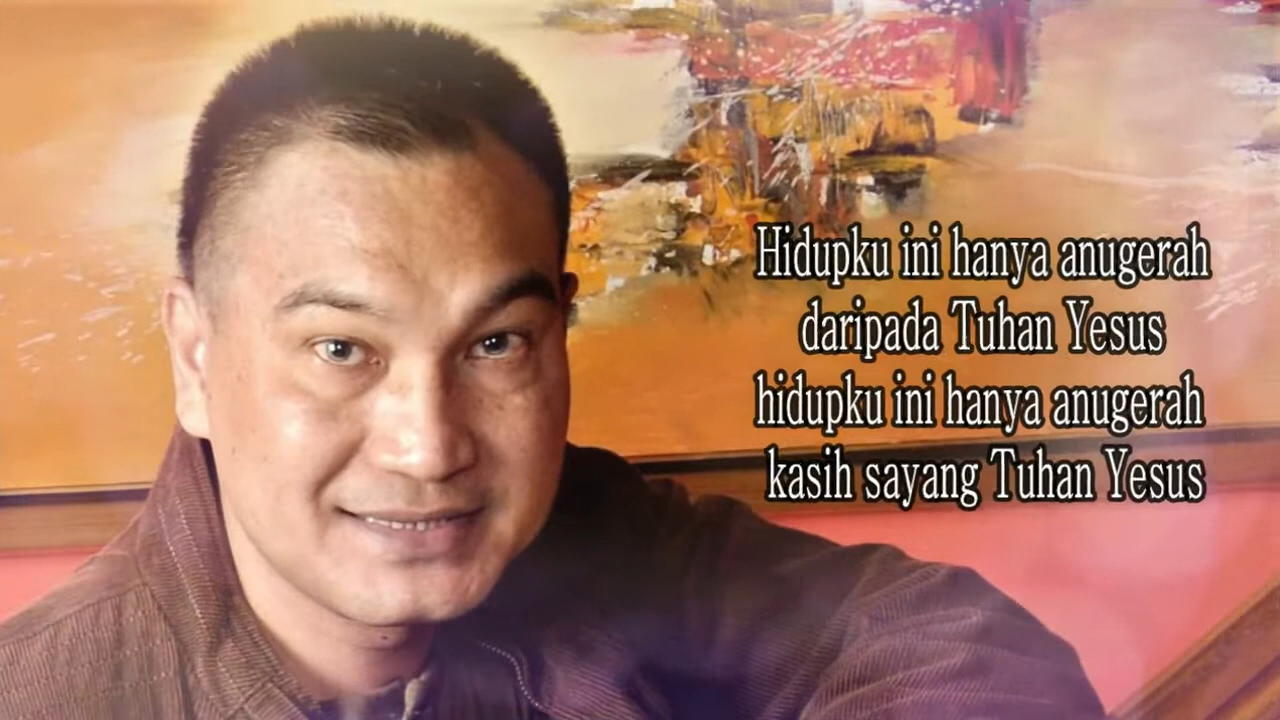 Hidupku ini hanya anugerah
daripada Tuhan Yesus
hidupku ini hanya anugerah
kasih sayang Tuhan Yesus